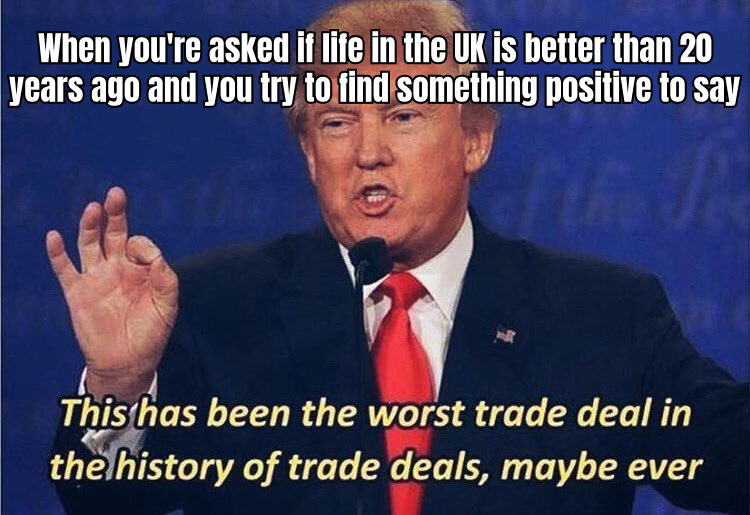 When you're asked if life in the UK is better than 20
years ago and you try to find something positive to say
This has been the worst trade deal in
the history of trade deals, maybe ever